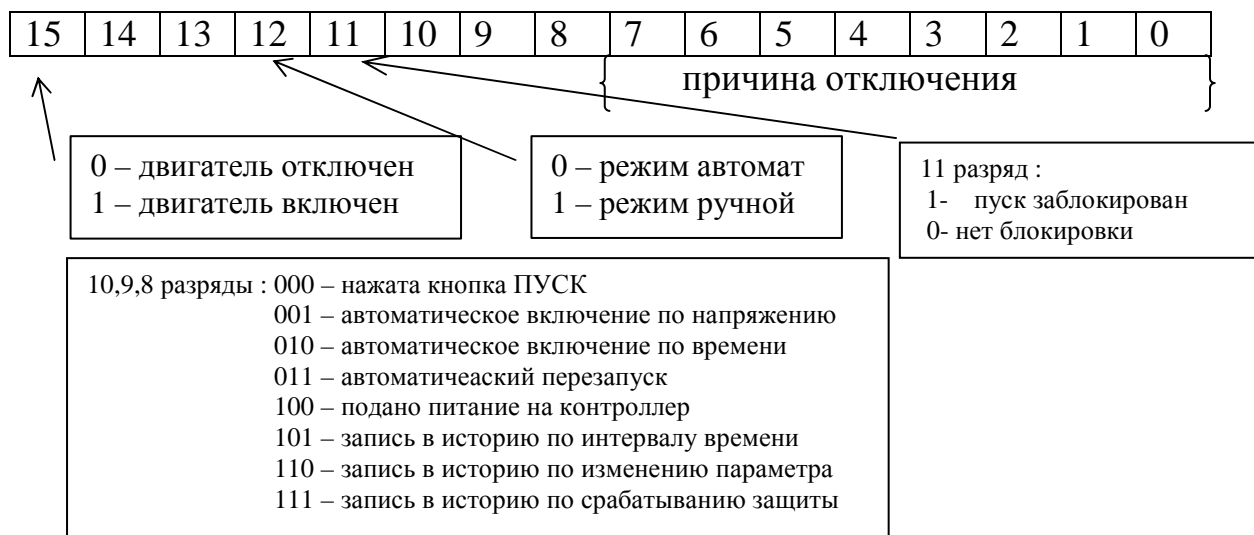 15 14 13 12 11 10 9 8 7 6 5 4 3 2 1 0
причина отключения
0 – двигатель отключен
1 – двигатель включен
0 – режим автомат
1 – режим ручной
11 разряд :
1- пуск заблокирован
0- нет блокировки
10,9,8 разряды : 000 – нажата кнопка ПУСК
001 – автоматическое включение по напряжению
010 – автоматическое включение по времени
011 – автоматичеаский перезапуск
100 – подано питание на контроллер
101 – запись в историю по интервалу времени
110 – запись в историю по изменению параметра
111 – запись в историю по срабатыванию защиты